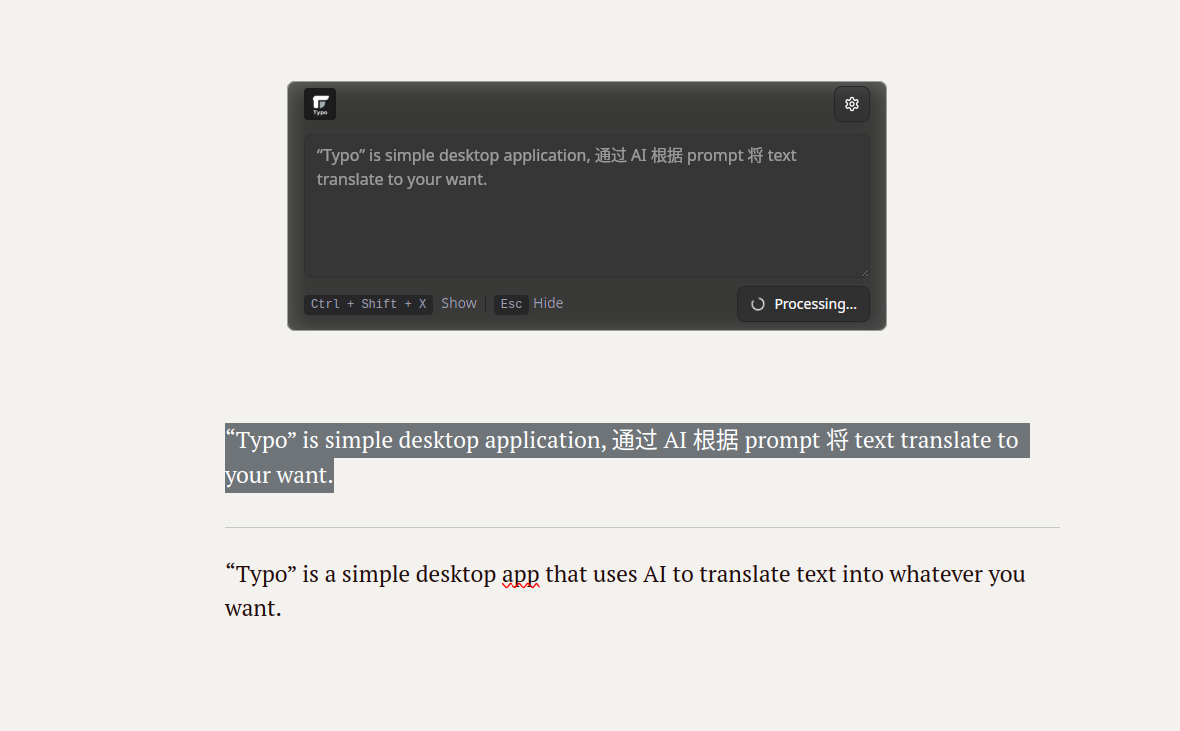 Typo
“Typo” is simple desktop application, 通过 AI 根据 prompt 将 text
translate to your want.
Ctrl + Shift + X Show | Esc Hide Processing...
“Typo” is simple desktop application, 通过 AI 根据 prompt 将 text translate to
your want.
“Typo” is a simple desktop app that uses AI to translate text into whatever you
want.